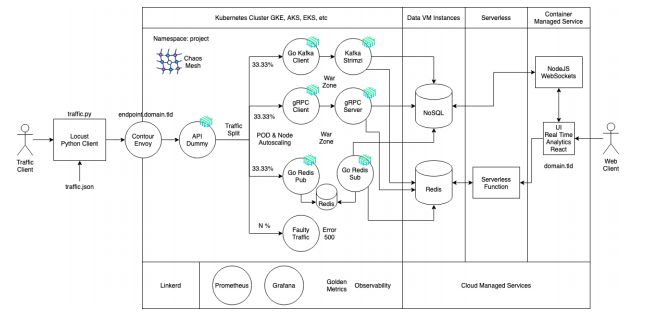 Kubernetes Cluster GKE, AKS, EKS, etc
Data VM Instances
Serverless
Container
Managed Service
Namespace: project
Chaos
Mesh
Go Kafka
Client
Kafka
Strimzi
33.33%
War
Zone
NodeJS
WebSockets
traffic.py
endpoint.domain.tld
Traffic
Split
33.33%
gRPC
Client
gRPC
Server
NoSQL
Locust
Python Client
Contour
Envoy
API
Dummy
POD & Node
Autoscaling
War
Zone
UI
Real Time
Analytics
React
Traffic
Client
Web
Client
domain.tld
traffic.json
33.33%
Go Redis
Pub
Go Redis
Sub
Redis
Redis
Serverless
Function
N %
Faulty
Traffic
Error
500
Linkerd
Prometheus
Grafana
Golden
Metrics
Observability
Cloud Managed Services